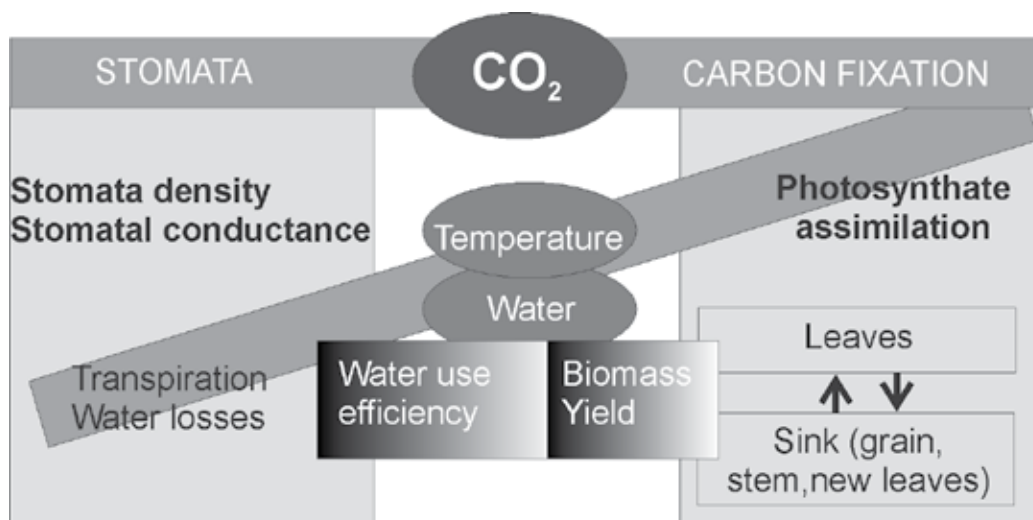 STOMATA
CO₂
CARBON FIXATION
Stomata density
Stomatal conductance
Temperature
Photosynthate
assimilation
Water
Transpiration
Water losses
Water use
efficiency
Biomass
Yield
Leaves
Sink (grain,
stem,new leaves)